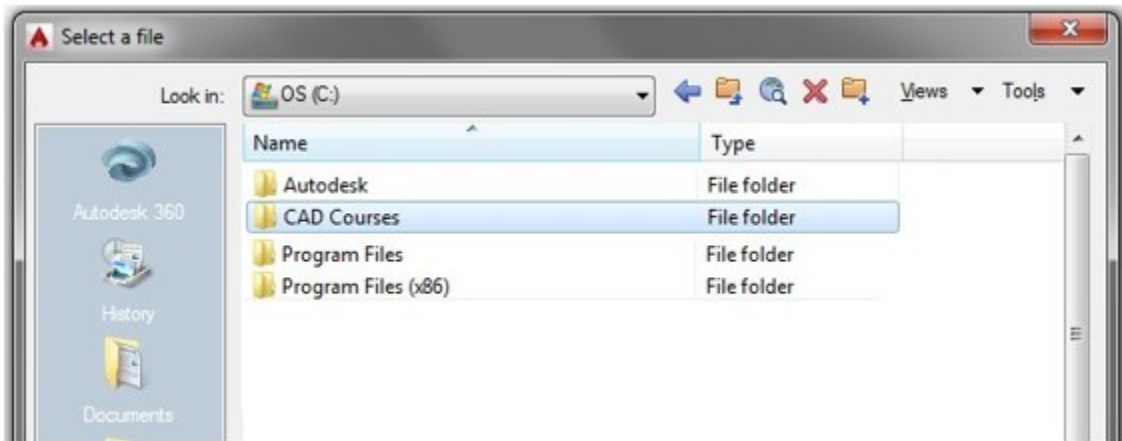 Select a file
Look in: OS (C:) Views Tools
Name Type
Autodesk File folder
CAD Courses File folder
Program Files File folder
Program Files (x86) File folder
Autodesk 360
History
Documents